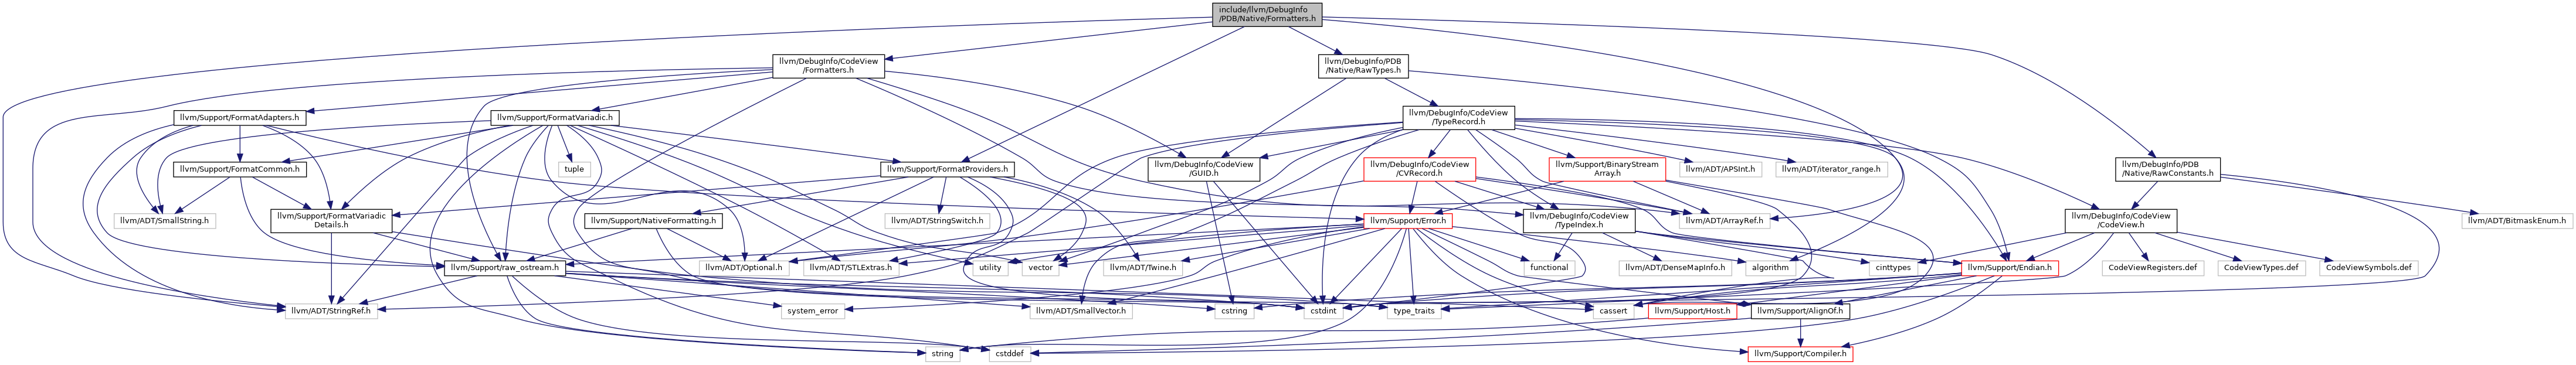 include/llvm/DebugInfo
/PDB/Native/Formatters.h
llvm/DebugInfo/CodeView
/Formatters.h
llvm/DebugInfo/PDB
/Native/RawTypes.h
llvm/Support/FormatAdapters.h
llvm/Support/FormatVariadic.h
llvm/DebugInfo/CodeView
/TypeRecord.h
llvm/Support/FormatCommon.h
tuple
llvm/Support/FormatProviders.h
llvm/DebugInfo/CodeView
/GUID.h
llvm/DebugInfo/CodeView
/CVRecord.h
llvm/Support/BinaryStream
Array.h
llvm/ADT/APSInt.h
llvm/ADT/iterator_range.h
llvm/DebugInfo/PDB
/Native/RawConstants.h
llvm/ADT/SmallString.h
llvm/Support/FormatVariadic
Details.h
llvm/Support/NativeFormatting.h
llvm/ADT/StringSwitch.h
llvm/Support/Error.h
llvm/DebugInfo/CodeView
/TypeIndex.h
llvm/ADT/ArrayRef.h
llvm/DebugInfo/CodeView
/CodeView.h
llvm/ADT/BitmaskEnum.h
llvm/Support/raw_ostream.h
llvm/ADT/Optional.h
llvm/ADT/STLExtras.h
utility
vector
llvm/ADT/Twine.h
functional
llvm/ADT/DenseMapInfo.h
algorithm
cinttypes
llvm/Support/Endian.h
CodeViewRegisters.def
CodeViewTypes.def
CodeViewSymbols.def
llvm/ADT/StringRef.h
system_error
llvm/ADT/SmallVector.h
cstring
cstdint
type_traits
cassert
llvm/Support/Host.h
llvm/Support/AlignOf.h
string
cstddef
llvm/Support/Compiler.h